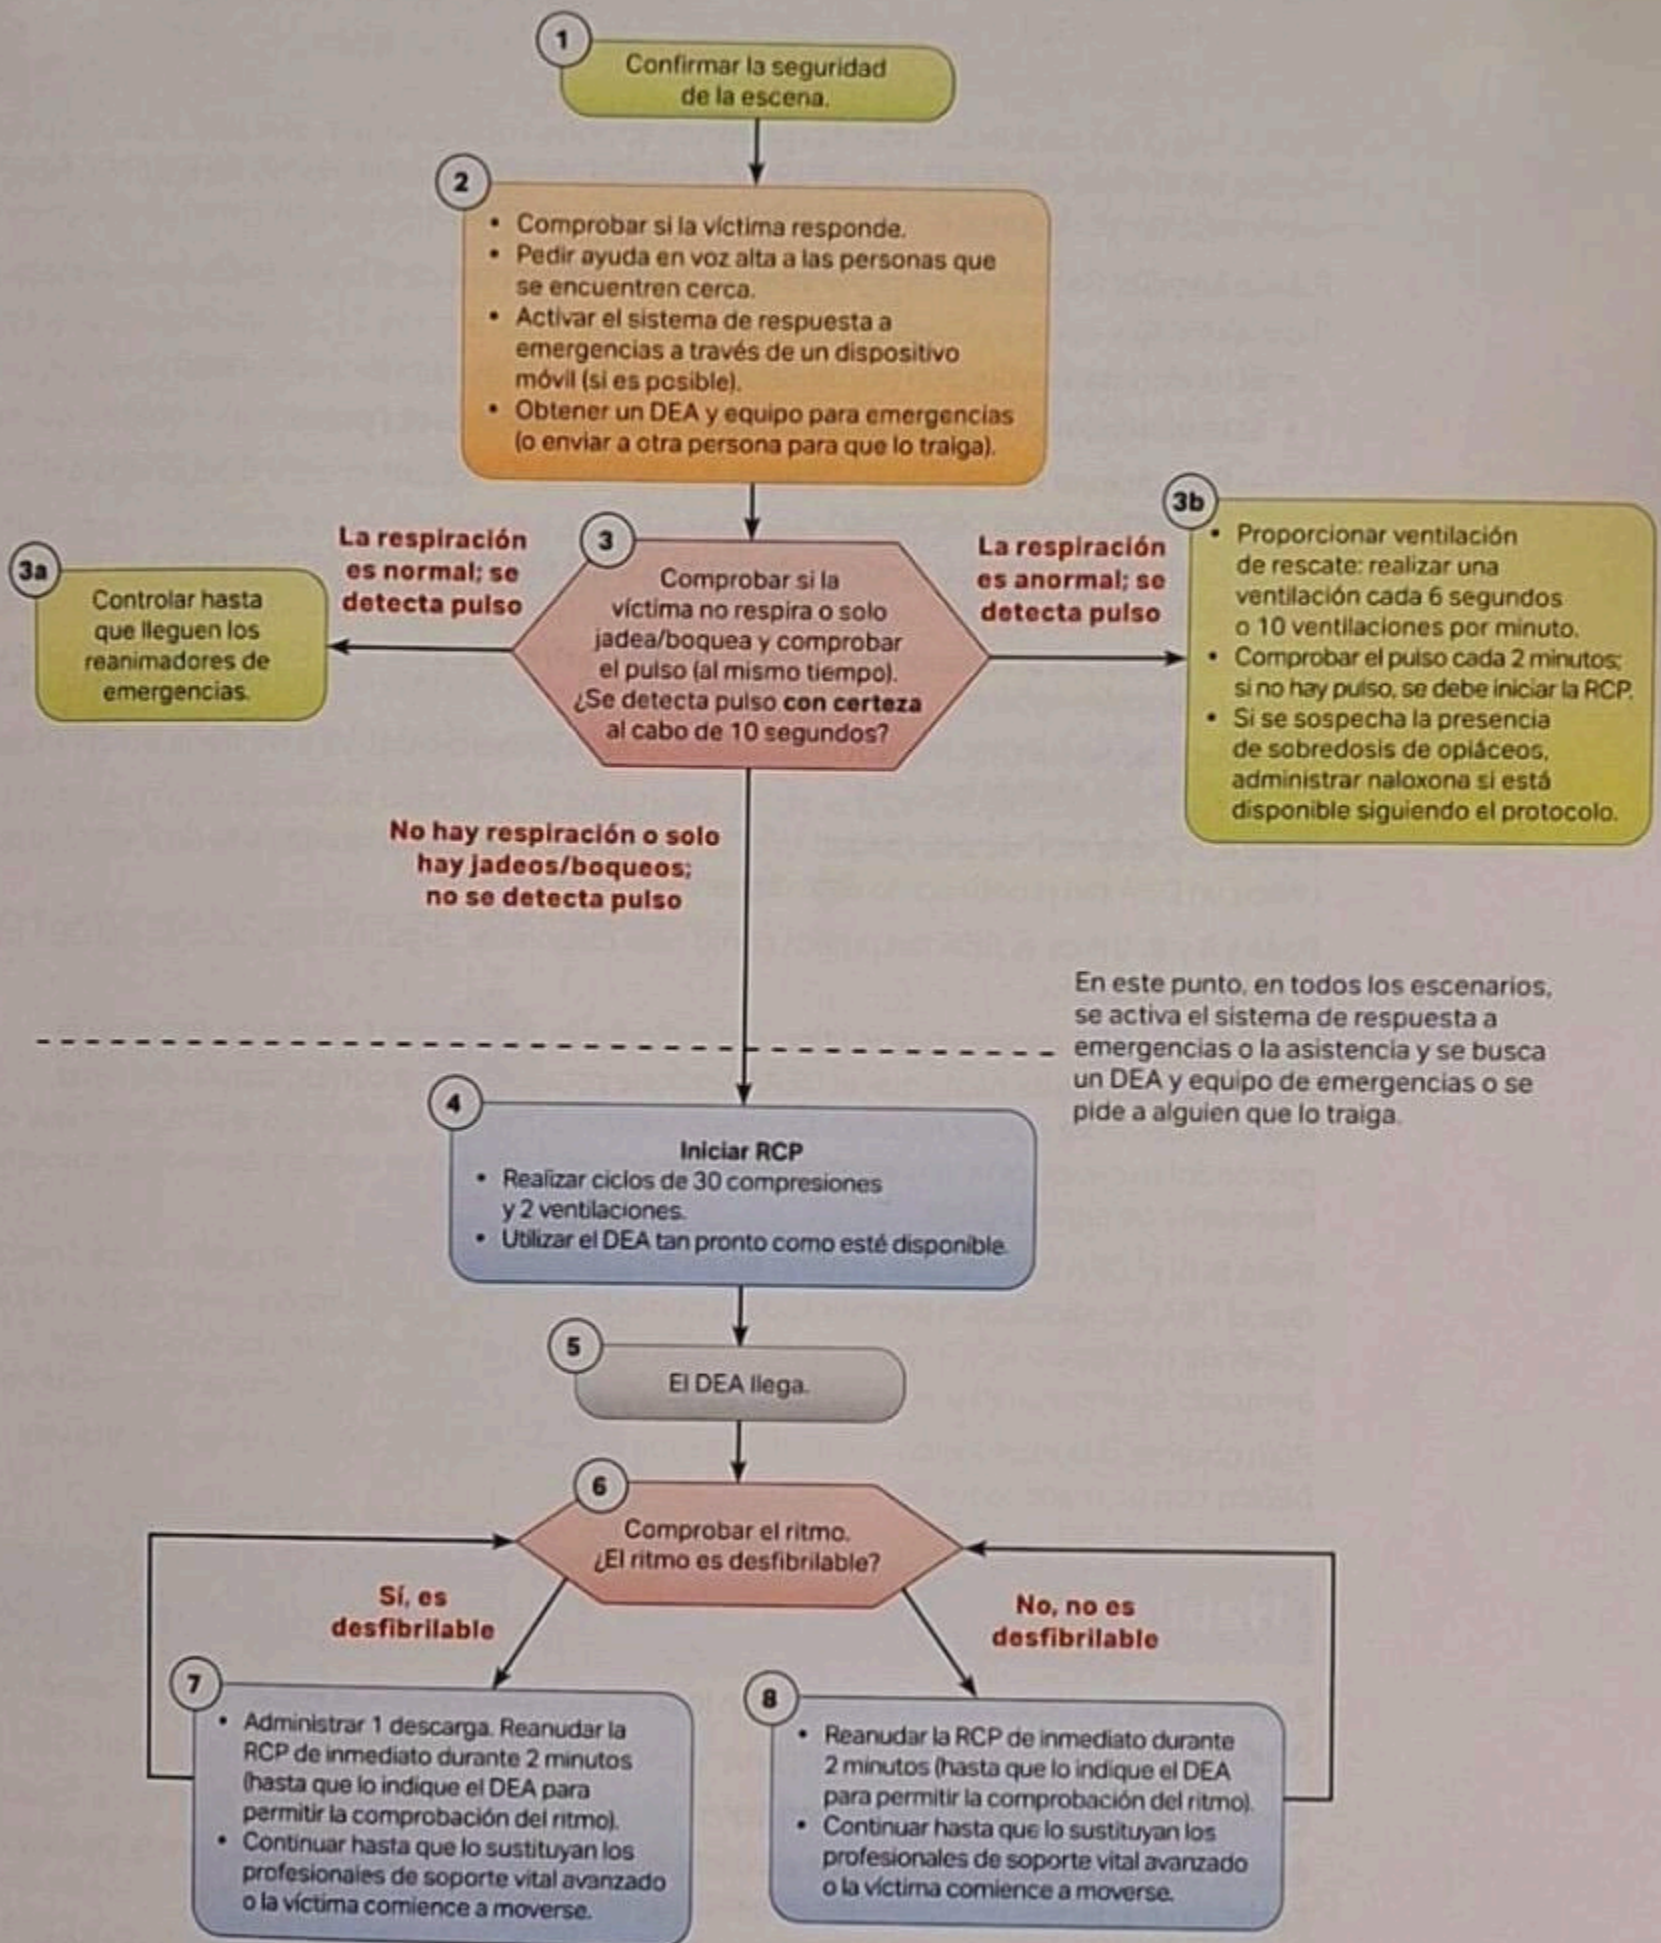 1
Confirmar la seguridad
de la escena.
2
• Comprobar si la víctima responde.
• Pedir ayuda en voz alta a las personas que
se encuentren cerca.
• Activar el sistema de respuesta a
emergencias a través de un dispositivo
móvil (si es posible).
• Obtener un DEA y equipo para emergencias
(o enviar a otra persona para que lo traiga).
3a
Controlar hasta
que lleguen los
reanimadores de
emergencias.
La respiración
es normal; se
detecta pulso
3
Comprobar si la
víctima no respira o solo
jadea/boquea y comprobar
el pulso (al mismo tiempo).
¿Se detecta pulso con certeza
al cabo de 10 segundos?
La respiración
es anormal; se
detecta pulso
3b
• Proporcionar ventilación
de rescate: realizar una
ventilación cada 6 segundos
o 10 ventilaciones por minuto.
• Comprobar el pulso cada 2 minutos;
si no hay pulso, se debe iniciar la RCP.
• Si se sospecha la presencia
de sobredosis de opiáceos,
administrar naloxona si está
disponible siguiendo el protocolo.
No hay respiración o solo
hay jadeos/boqueos;
no se detecta pulso
En este punto, en todos los escenarios,
se activa el sistema de respuesta a
emergencias o la asistencia y se busca
un DEA y equipo de emergencias o se
pide a alguien que lo traiga.
4
Iniciar RCP
• Realizar ciclos de 30 compresiones
y 2 ventilaciones.
• Utilizar el DEA tan pronto como esté disponible.
5
El DEA llega.
6
Comprobar el ritmo.
¿El ritmo es desfibrilable?
Sí, es
desfibrilable
No, no es
desfibrilable
7
• Administrar 1 descarga. Reanudar la
RCP de inmediato durante 2 minutos
(hasta que lo indique el DEA para
permitir la comprobación del ritmo).
• Continuar hasta que lo sustituyan los
profesionales de soporte vital avanzado
o la víctima comience a moverse.
8
• Reanudar la RCP de inmediato durante
2 minutos (hasta que lo indique el DEA
para permitir la comprobación del ritmo).
• Continuar hasta que lo sustituyan los
profesionales de soporte vital avanzado
o la víctima comience a moverse.